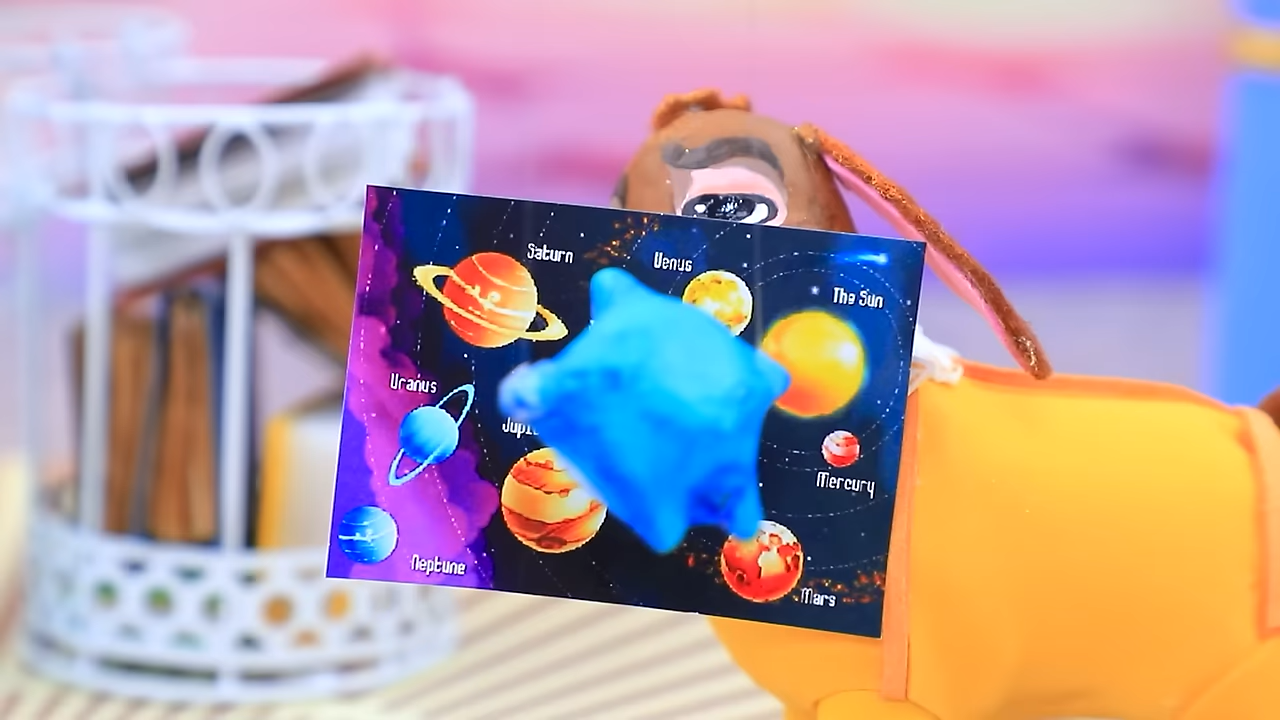 Saturn
Venus
The Sun
Uranus
Mercury
Neptune
Mars